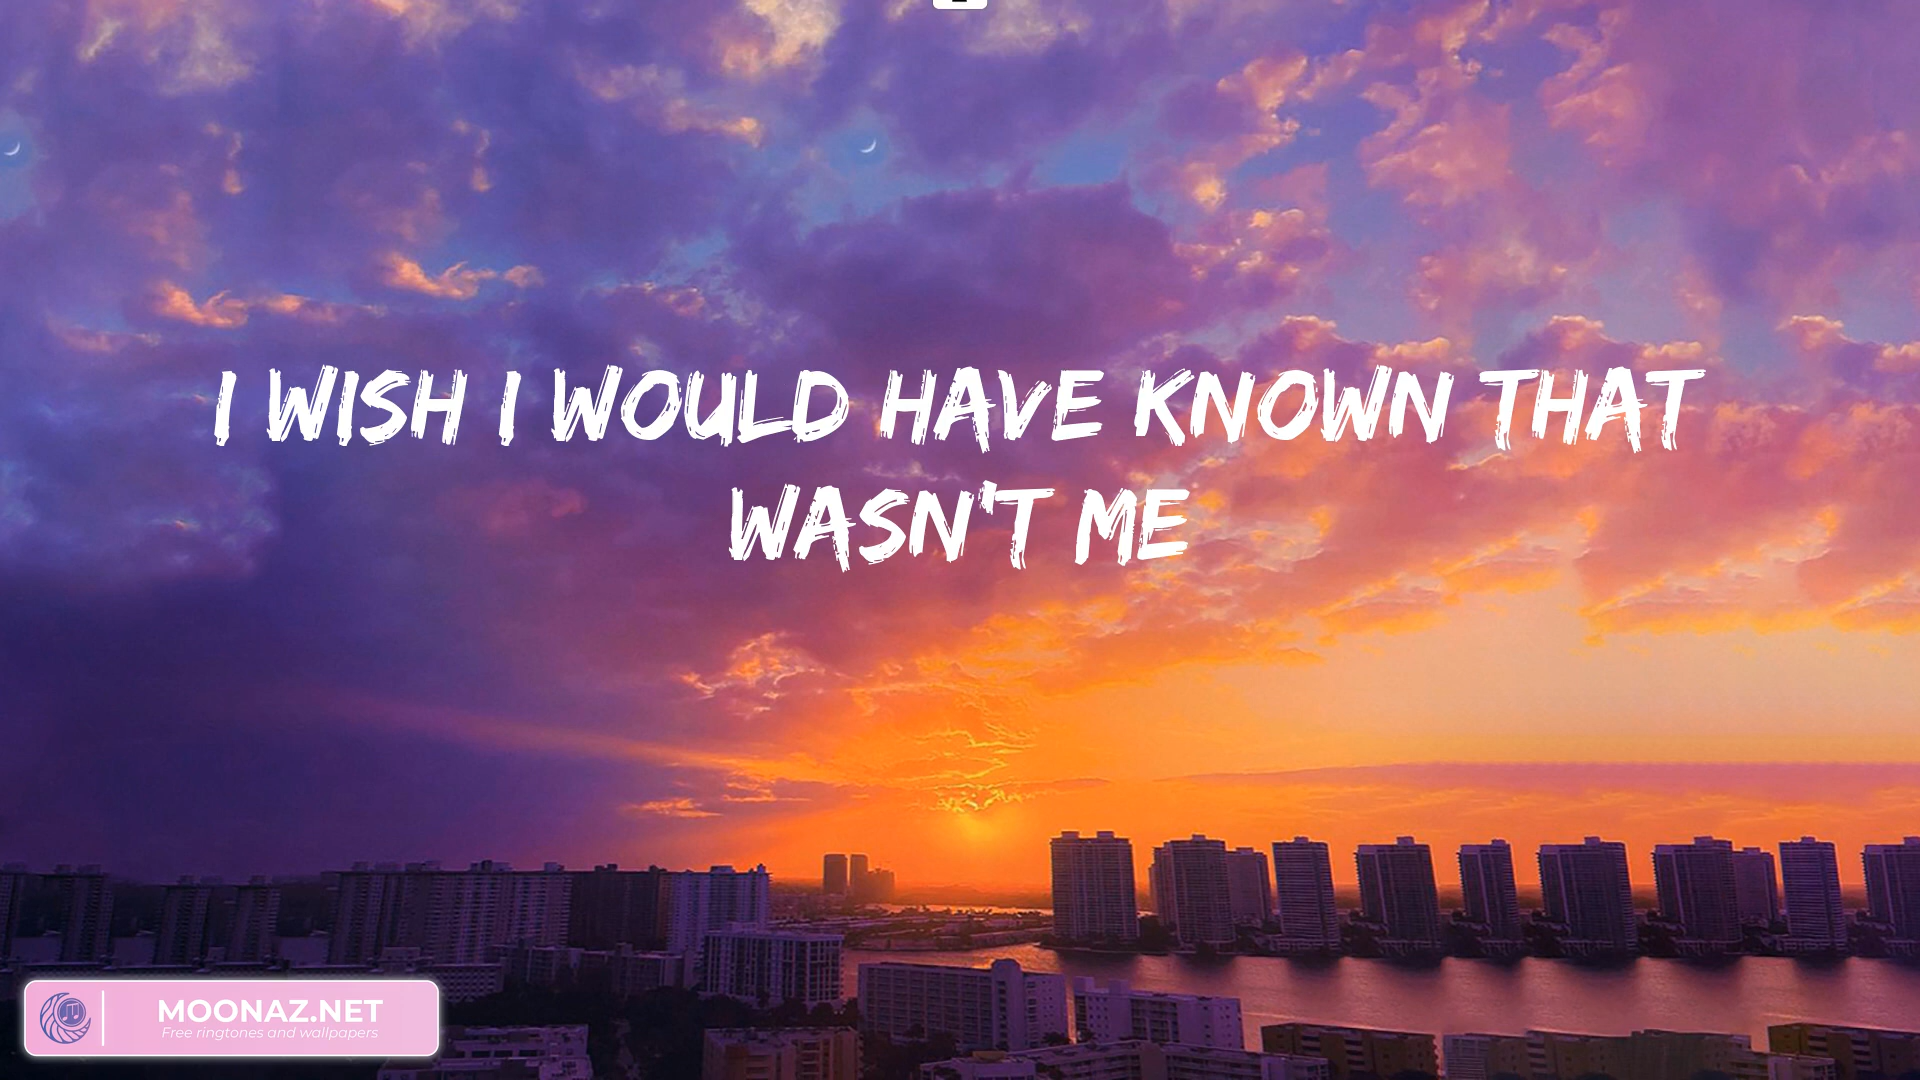 I WISH I WOULD HAVE KNOWN THAT
WASN'T ME
MOONAZ.NET
Free ringtones and wallpapers